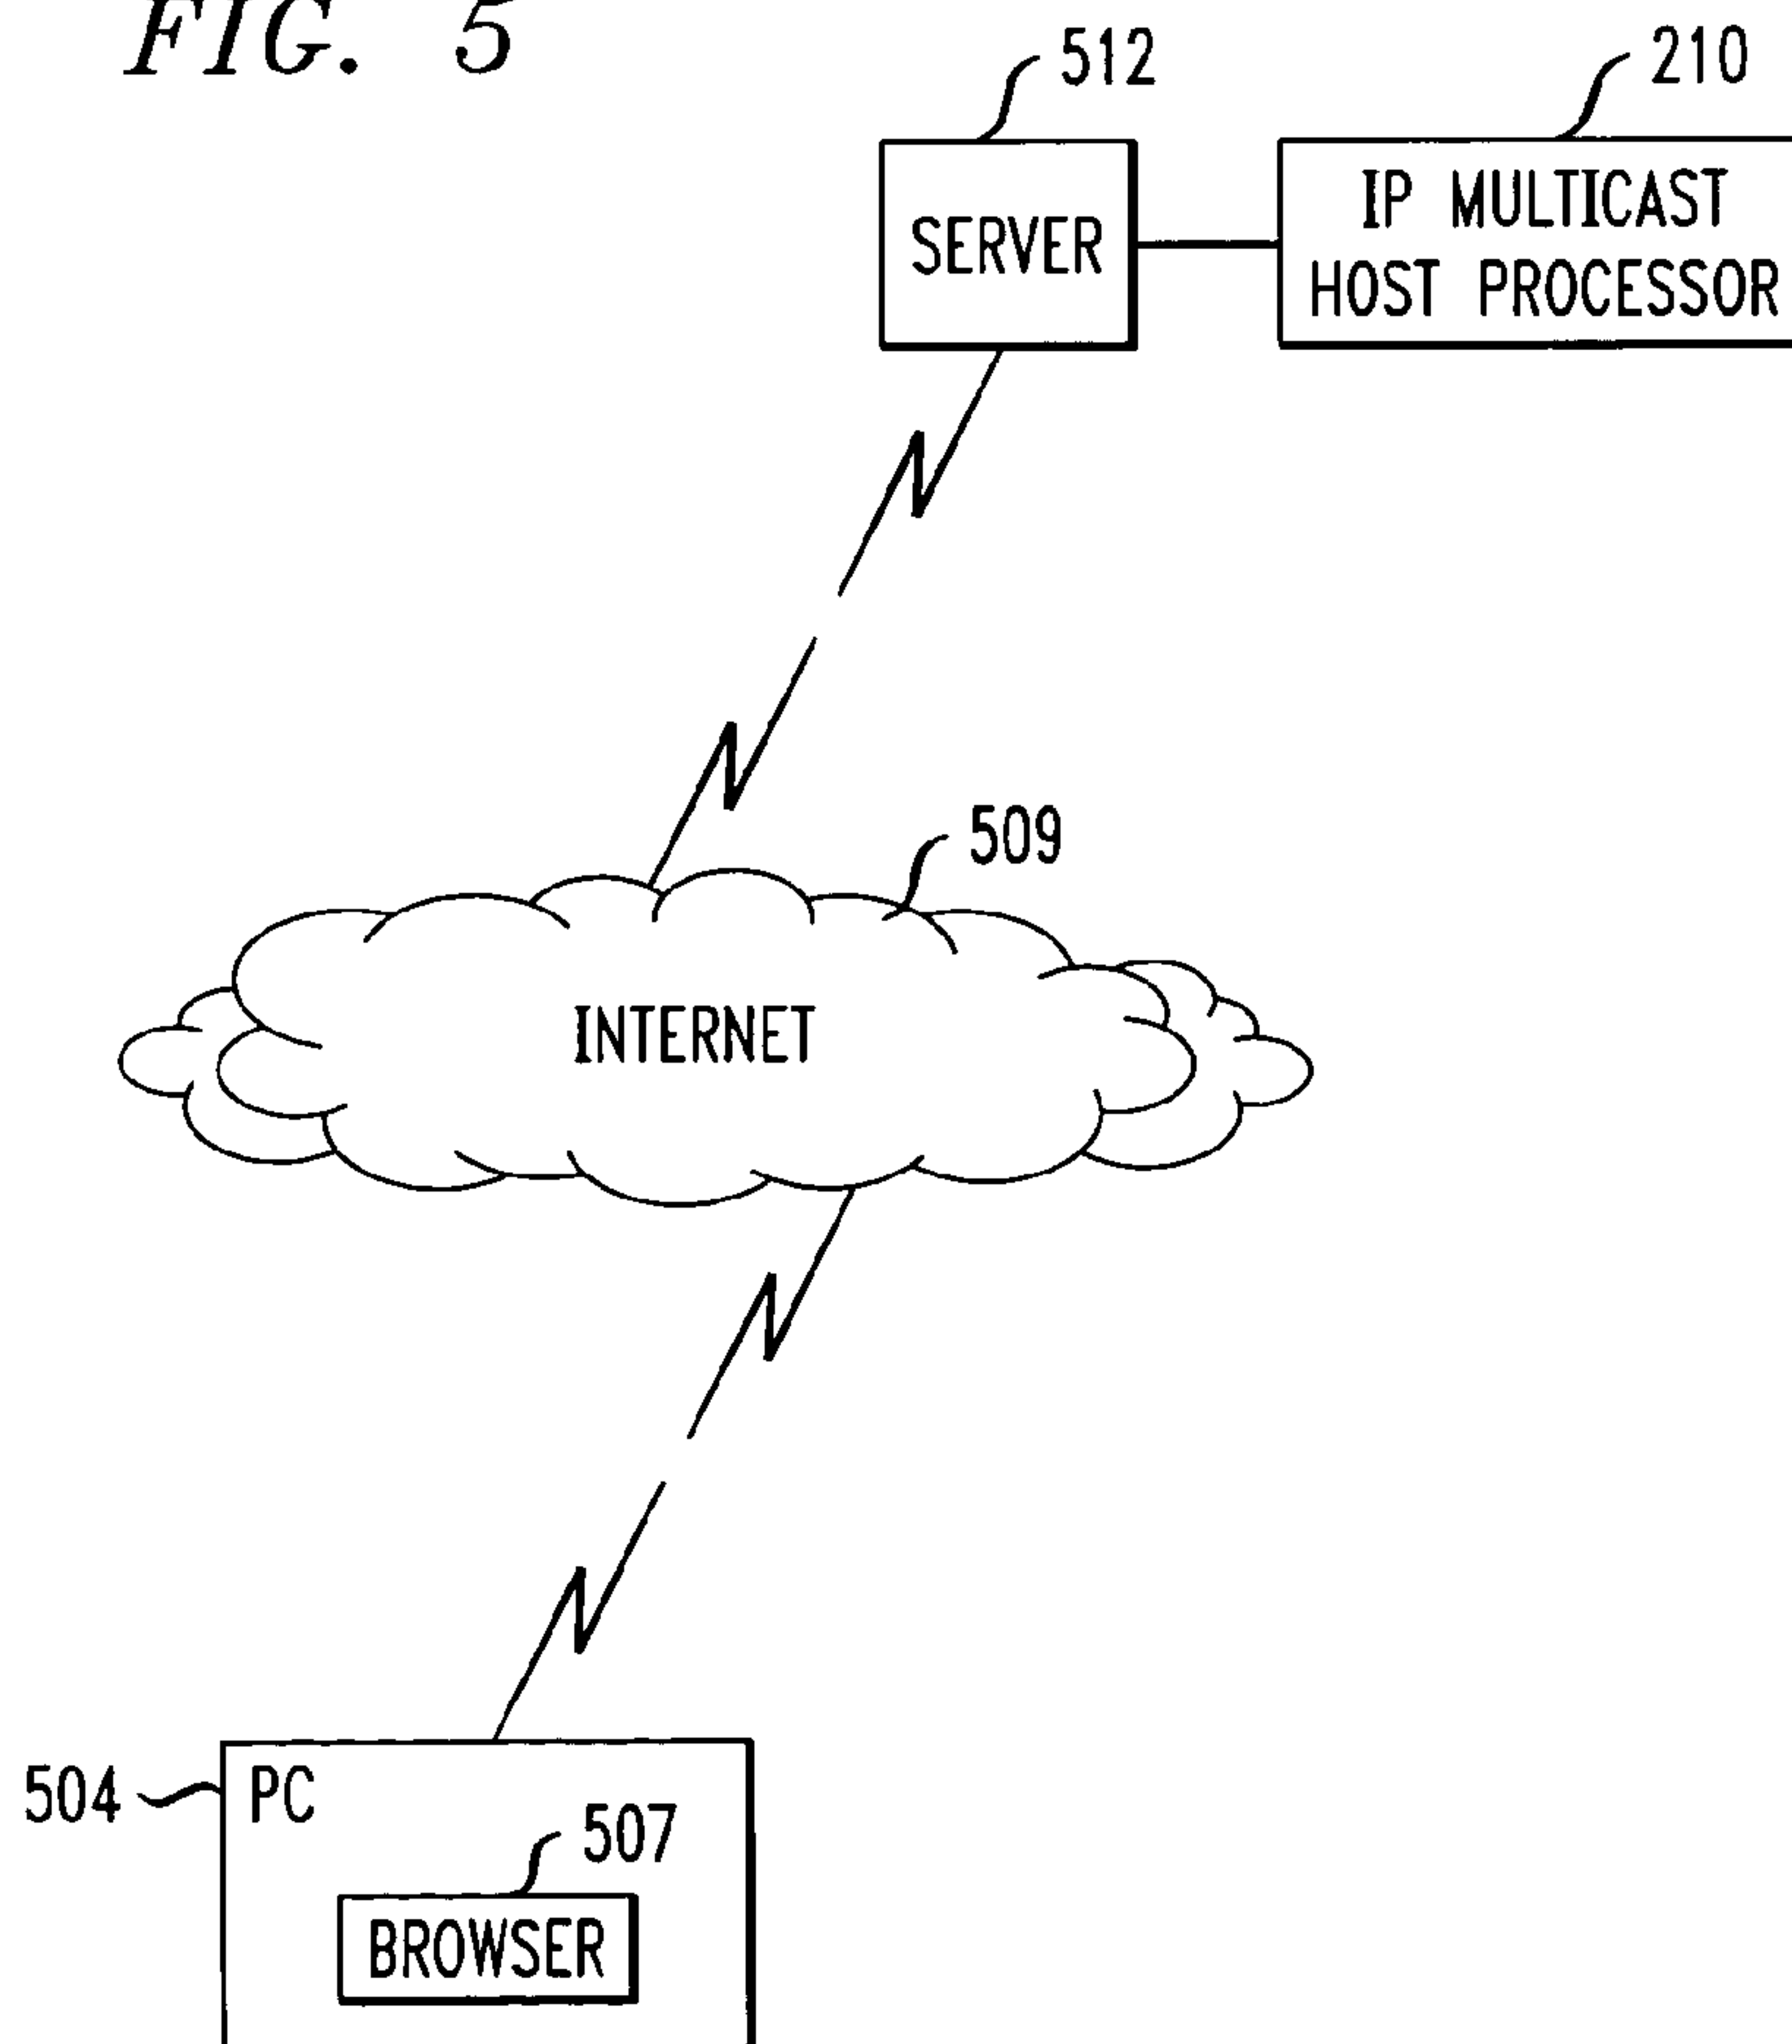 FIG. 5
512
210
SERVER
IP MULTICAST
HOST PROCESSOR
509
INTERNET
504
PC
507
BROWSER